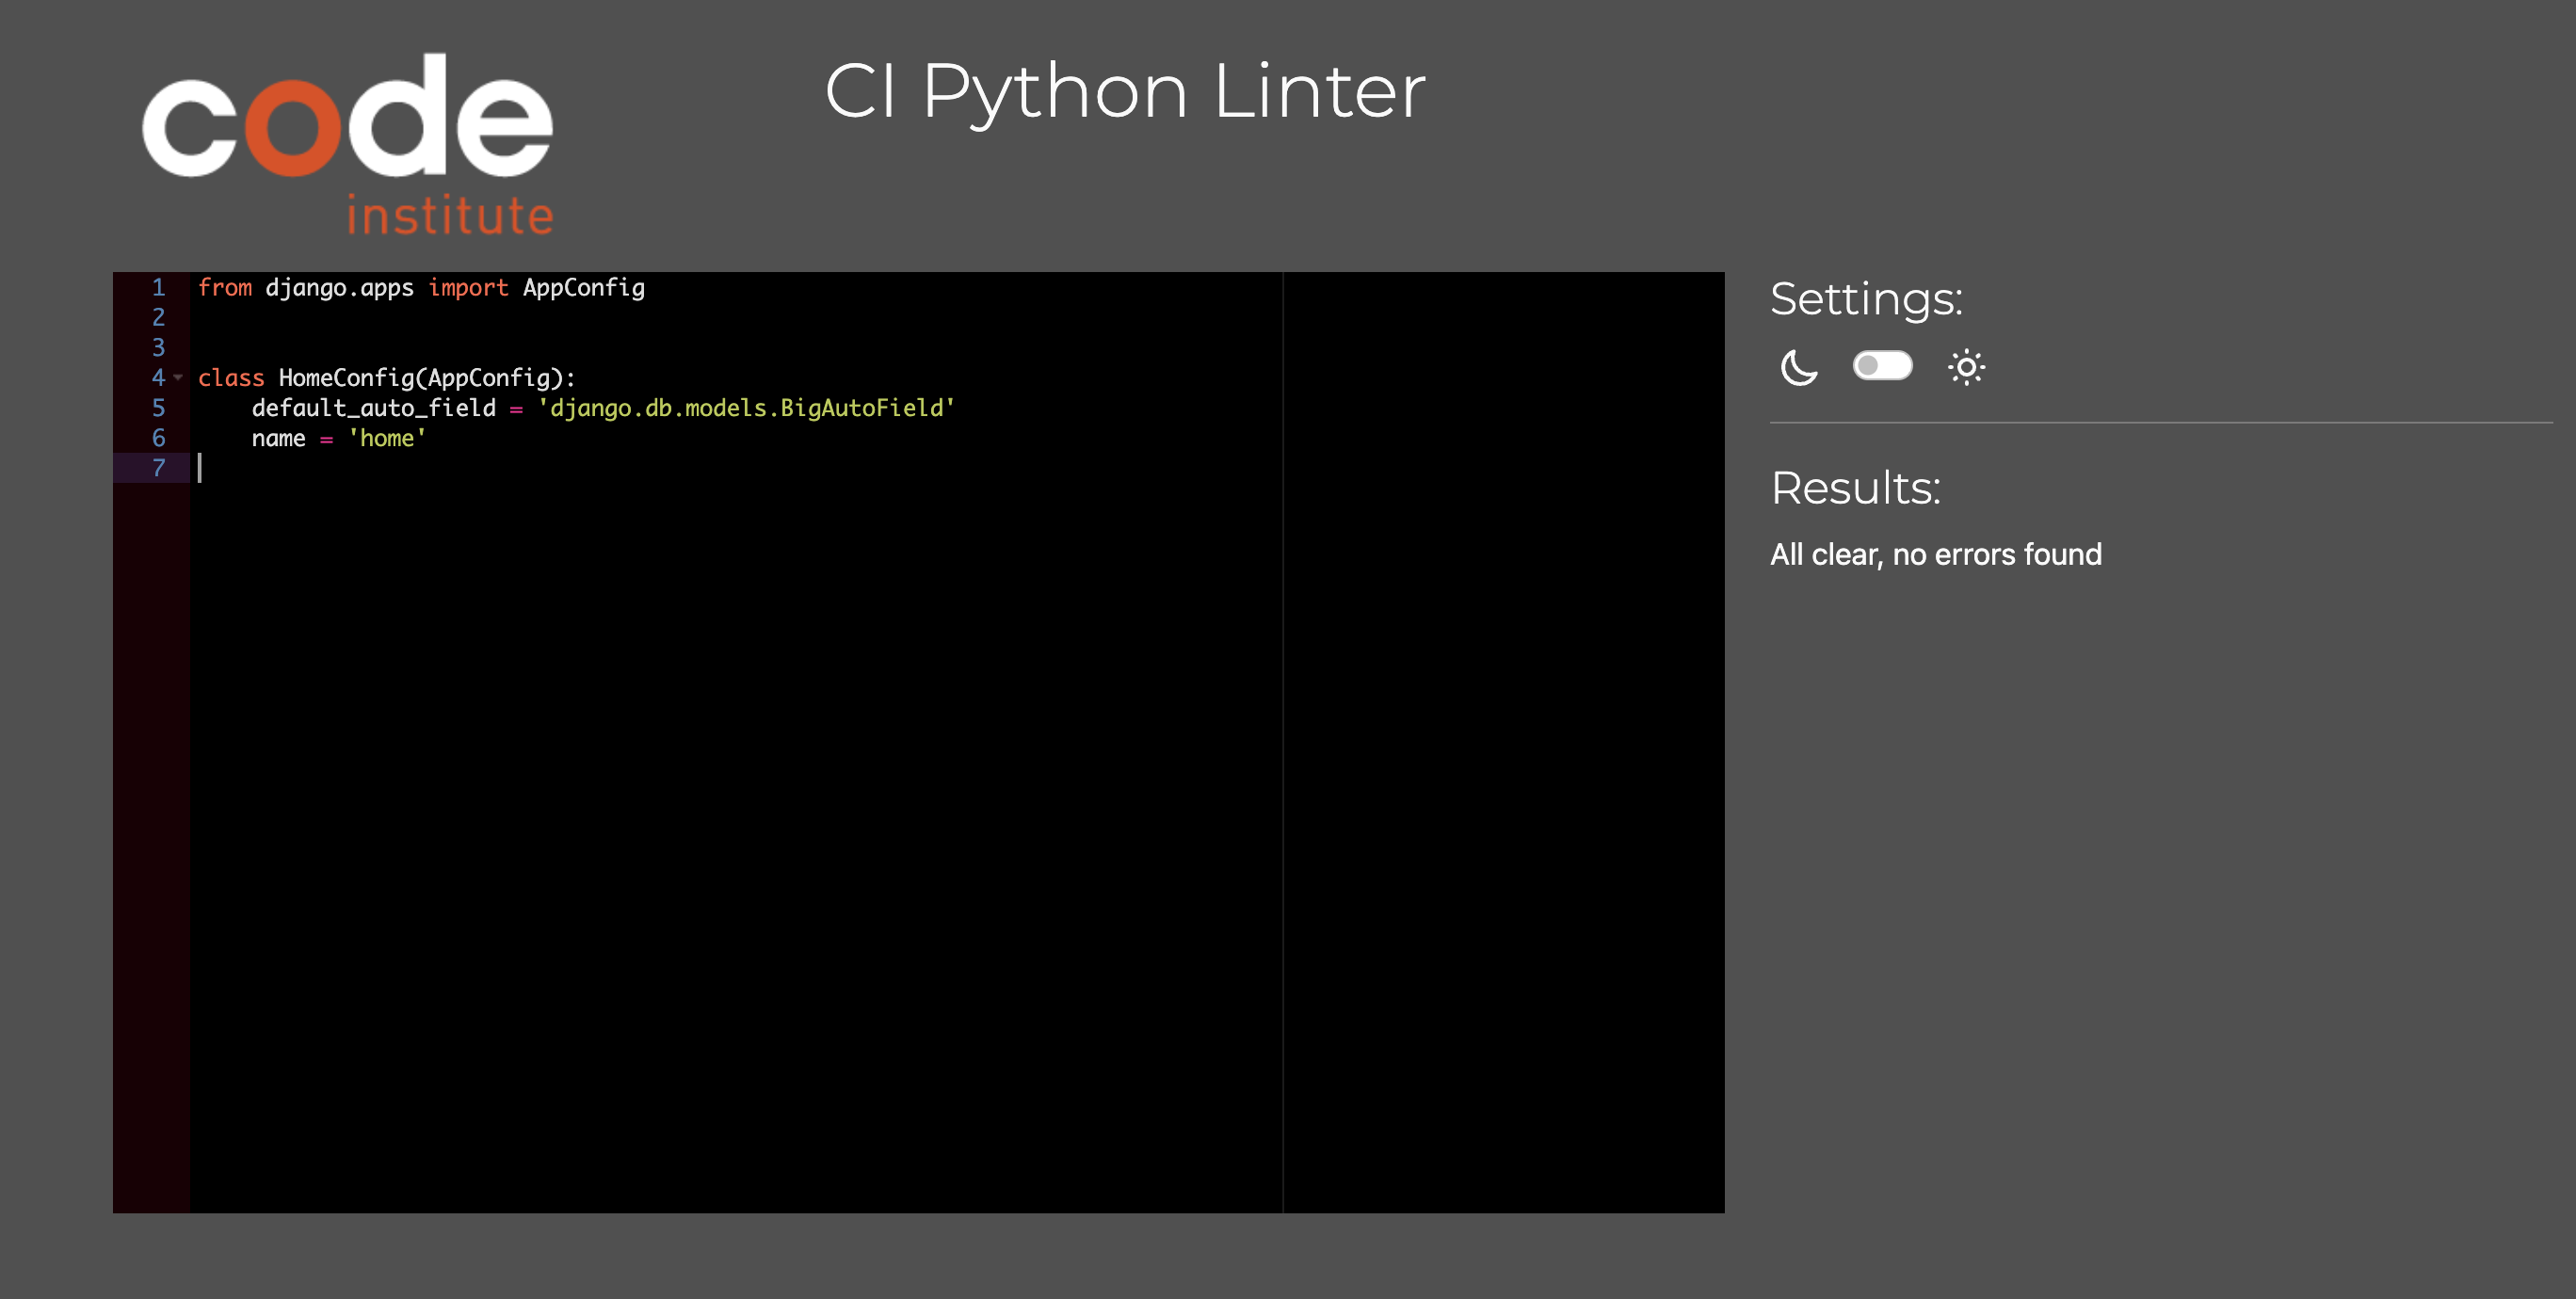 code
institute
CI Python Linter
1 from django.apps import AppConfig
2
3
4 class HomeConfig(AppConfig):
5     default_auto_field = 'django.db.models.BigAutoField'
6     name = 'home'
7
Settings:
Results:
All clear, no errors found